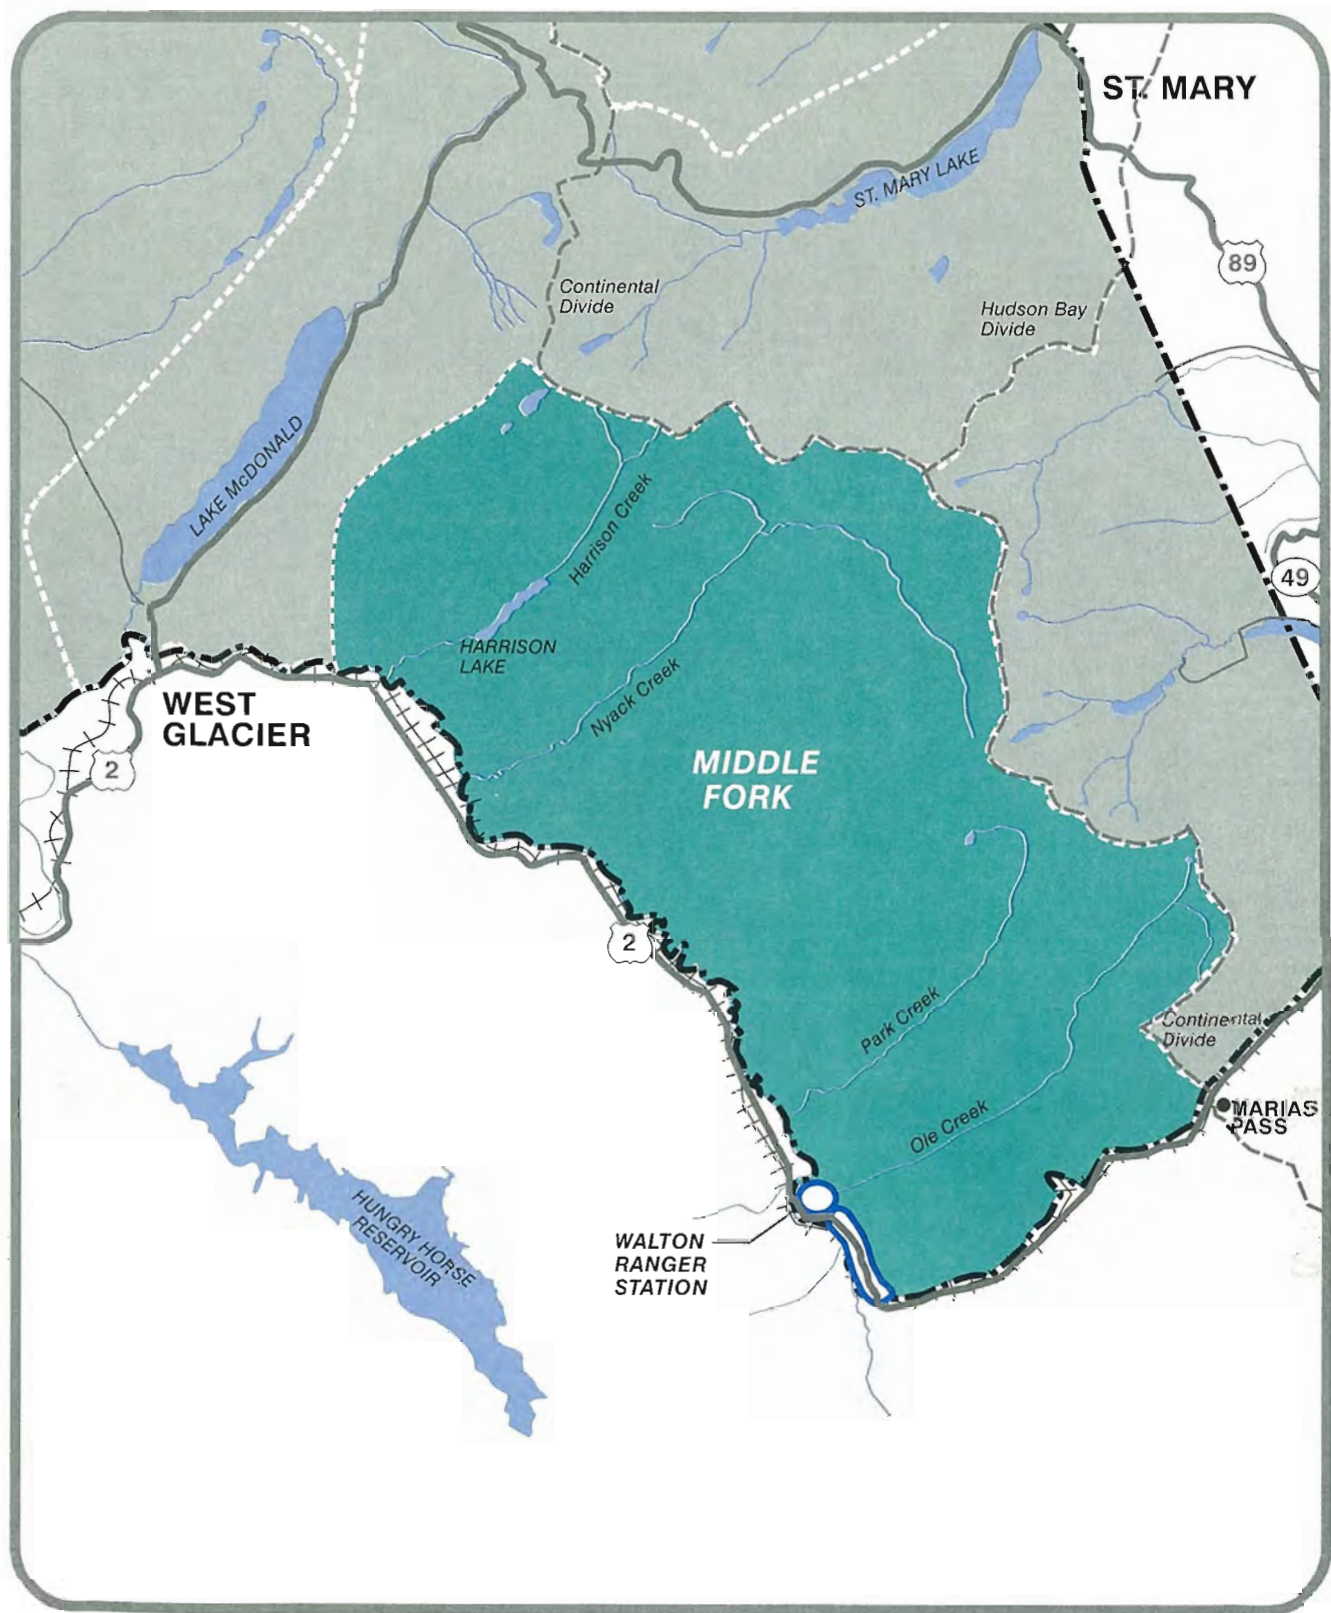 ST. MARY
ST. MARY LAKE
89
Continental
Divide
Hudson Bay
Divide
LAKE McDONALD
Harrison Creek
49
HARRISON
LAKE
Nyack Creek
WEST
GLACIER
2
MIDDLE
FORK
2
Park Creek
Continental
Divide
MARIAS
PASS
Ole Creek
HUNGRY HORSE
RESERVOIR
WALTON
RANGER
STATION